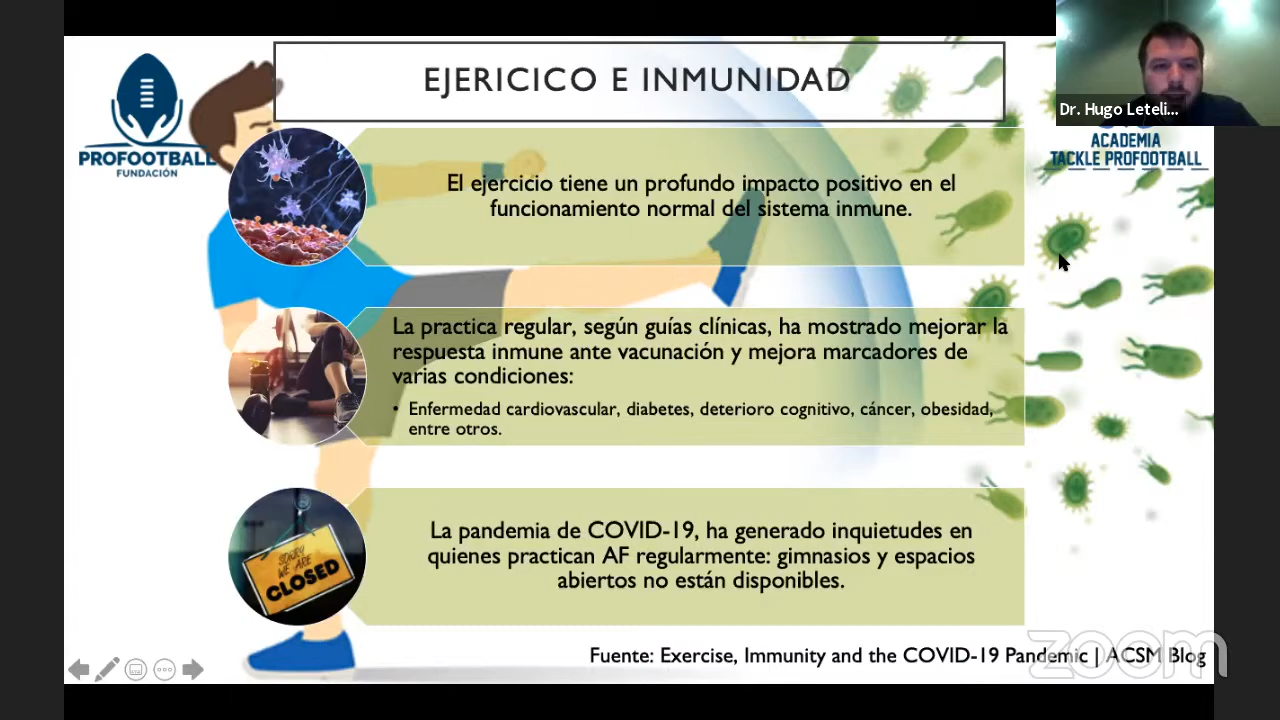 EJERICICO E INMUNIDAD
Dr. Hugo Leteli...
PROFOOTBALL
FUNDACIÓN
ACADEMIA
TACKLE PROFOOTBALL
El ejercicio tiene un profundo impacto positivo en el
funcionamiento normal del sistema inmune.
La practica regular, según guías clínicas, ha mostrado mejorar la
respuesta inmune ante vacunación y mejora marcadores de
varias condiciones:
• Enfermedad cardiovascular, diabetes, deterioro cognitivo, cáncer, obesidad,
entre otros.
SORRY
WE ARE
CLOSED
La pandemia de COVID-19, ha generado inquietudes en
quienes practican AF regularmente: gimnasios y espacios
abiertos no están disponibles.
Fuente: Exercise, Immunity and the COVID-19 Pandemic | ACSM Blog
zoom